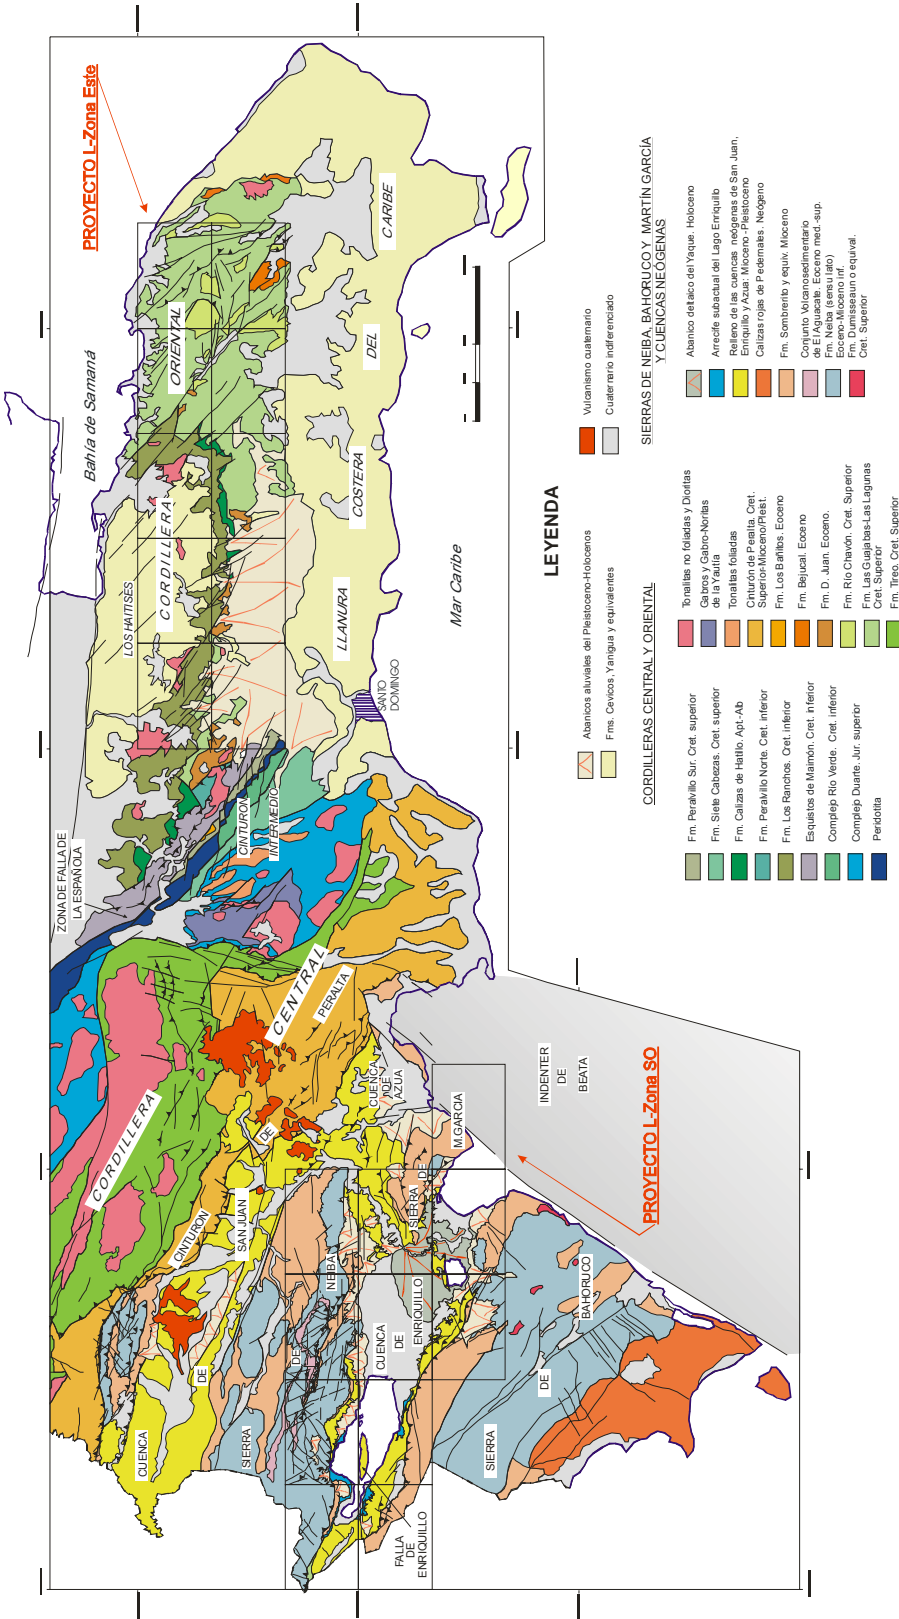 PROYECTO L-Zona Este
Bahía de Samaná
ORIENTAL
CORDILLERA
LOS HAITISES
CARIBE
DEL
COSTERA
LLANURA
SANTO
DOMINGO
Mar Caribe
ZONA DE FALLA DE
LA ESPAÑOLA
CINTURON
INTERMEDIO
CENTRAL
CORDILLERA
PERALTA
DE
CINTURON
CUENCA
DE
AZUA
SAN JUAN
DE
CUENCA
M.GARCIA
DE
SIERRA
NEIBA
DE
SIERRA
ENRIQUILLO
DE
CUENCA
BAHORUCO
DE
SIERRA
FALLA
DE
ENRIQUILLO
INDENTER
DE
BEATA
PROYECTO L-Zona SO
LEYENDA
Abanicos aluviales del Pleistoceno-Holocenos
Fms. Cevicos, Yanigua y equivalentes
Vulcanismo cuaternario
Cuaternario indiferenciado
CORDILLERAS CENTRAL Y ORIENTAL
Fm. Peralvillo Sur. Cret. superior
Fm. Siete Cabezas. Cret. superior
Fm. Calizas de Hatillo. Apt.-Alb
Fm. Peralvillo Norte. Cret. inferior
Fm. Los Ranchos. Cret. inferior
Esquistos de Maimón. Cret. inferior
Complejo Río Verde. Cret. inferior
Complejo Duarte. Jur. superior
Peridotita
Tonalitas no foliadas y Dioritas
Gabros y Gabro-Noritas
de la Yautia
Tonalitas foliadas
Cinturón de Peralta. Cret.
Superior-Mioceno/Pleist.
Fm. Los Bañitos. Eoceno
Fm. Bejucal. Eoceno
Fm. D. Juan. Eoceno.
Fm. Río Chavón. Cret. Superior
Fm. Las Guajabas-Las Lagunas
Cret. Superior
Fm. Tireo. Cret. Superior
SIERRAS DE NEIBA, BAHORUCO Y MARTÍN GARCÍA
Y CUENCAS NEÓGENAS
Abanico deltaico del Yaque. Holoceno
Arrecife subactual del Lago Enriquillo
Relleno de las cuencas neógenas de San Juan,
Enriquillo y Azua: Mioceno-Pleistoceno
Calizas rojas de Pedernales. Neógeno
Fm. Sombrerito y equiv. Mioceno
Conjunto Volcanosedimentario
de El Aguacate. Eoceno med.-sup.
Fm. Neiba (sensu lato)
Eoceno-Mioceno inf.
Fm. Dumisseau o equival.
Cret. Superior